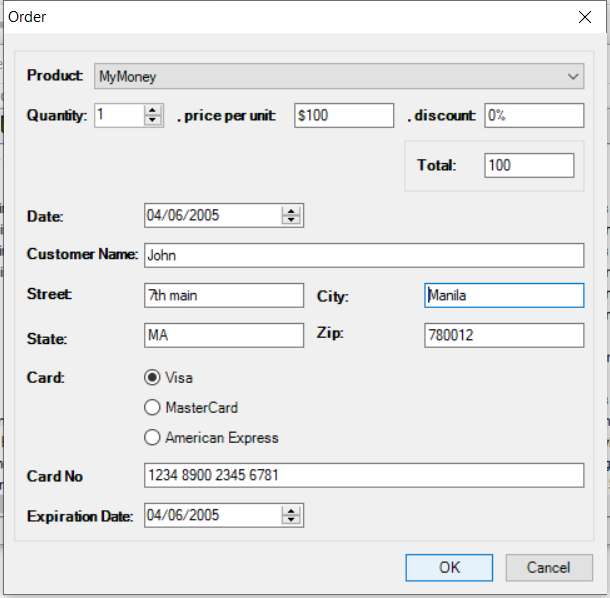 Order
Product: MyMoney
Quantity: 1 . price per unit: $100 . discount: 0%
Total: 100
Date: 04/06/2005
Customer Name: John
Street: 7th main City: Manila
State: MA Zip: 780012
Card: Visa
MasterCard
American Express
Card No 1234 8900 2345 6781
Expiration Date: 04/06/2005
OK Cancel